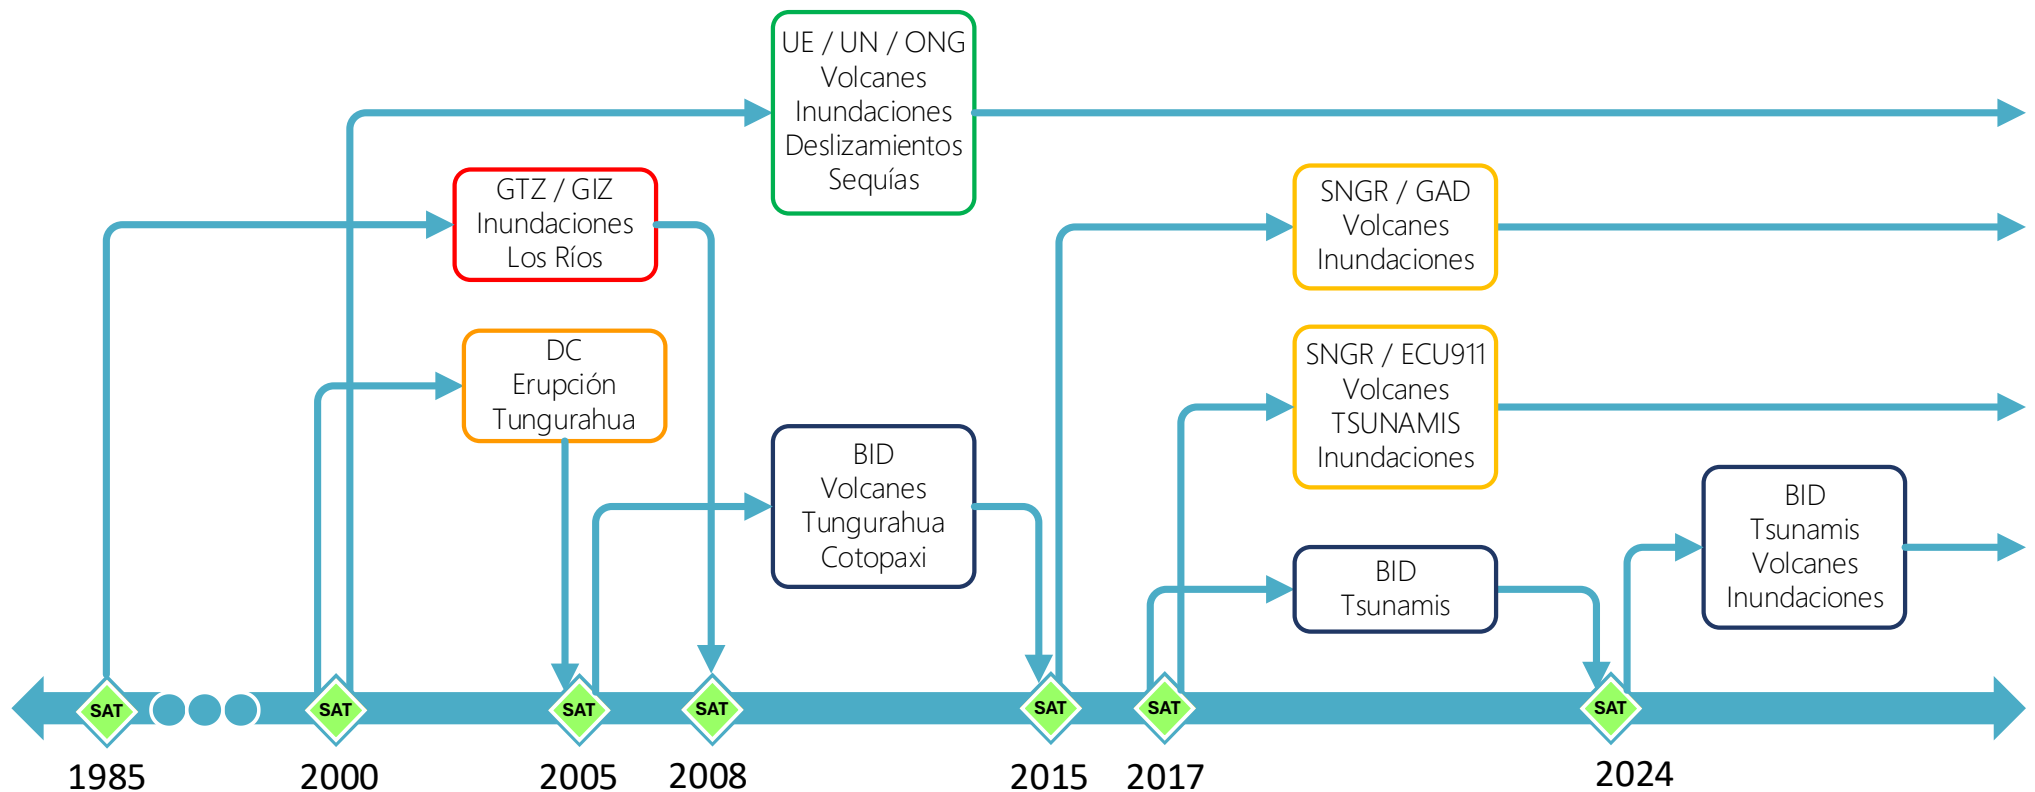 UE / UN / ONG
Volcanes
Inundaciones
Deslizamientos
Sequías
GTZ / GIZ
Inundaciones
Los Ríos
SNGR / GAD
Volcanes
Inundaciones
DC
Erupción
Tungurahua
SNGR / ECU911
Volcanes
TSUNAMIS
Inundaciones
BID
Volcanes
Tungurahua
Cotopaxi
BID
Tsunamis
BID
Tsunamis
Volcanes
Inundaciones
SAT
SAT
SAT
SAT
SAT
SAT
SAT
1985
2000
2005
2008
2015
2017
2024